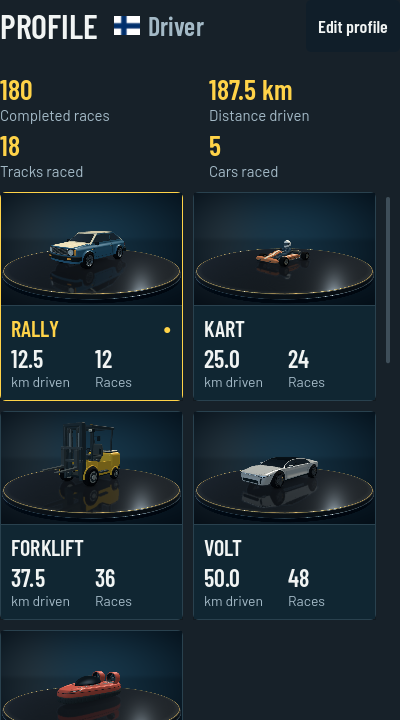 PROFILE Driver Edit profile
180 187.5 km
Completed races Distance driven
18 5
Tracks raced Cars raced
RALLY KART
12.5 12 25.0 24
km driven Races km driven Races
FORKLIFT VOLT
37.5 36 50.0 48
km driven Races km driven Races